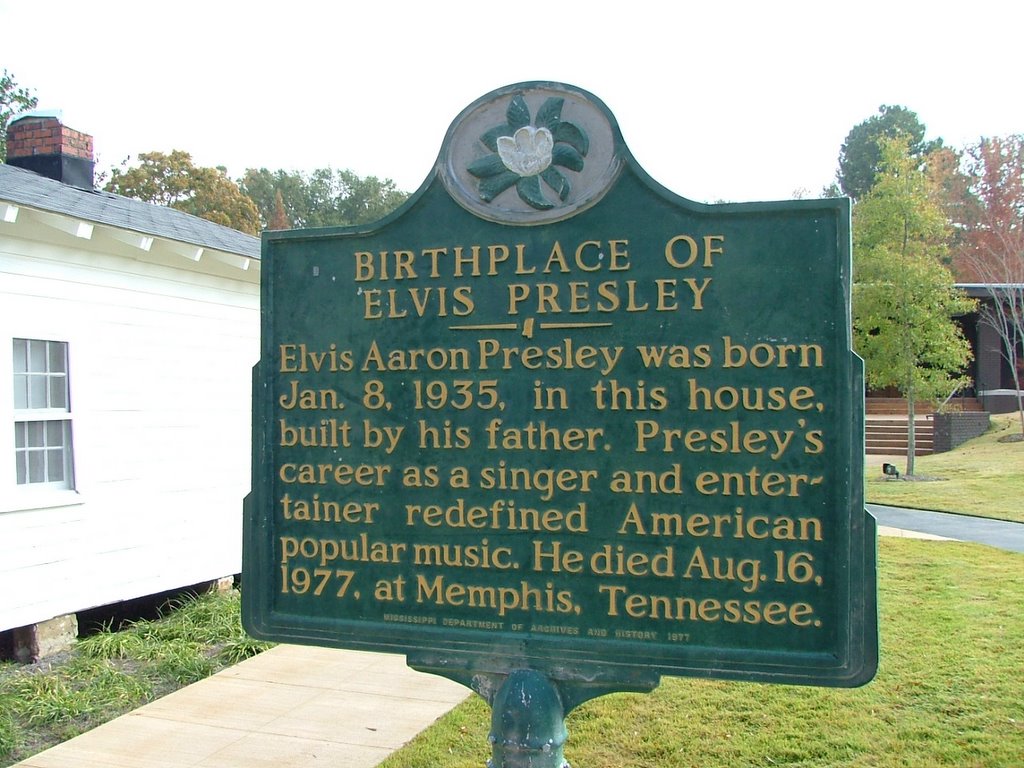 BIRTHPLACE OF
ELVIS PRESLEY
Elvis Aaron Presley was born
Jan. 8, 1935, in this house,
built by his father. Presley's
career as a singer and enter-
tainer redefined American
popular music. He died Aug. 16,
1977, at Memphis, Tennessee.
MISSISSIPPI DEPARTMENT OF ARCHIVES AND HISTORY 1977